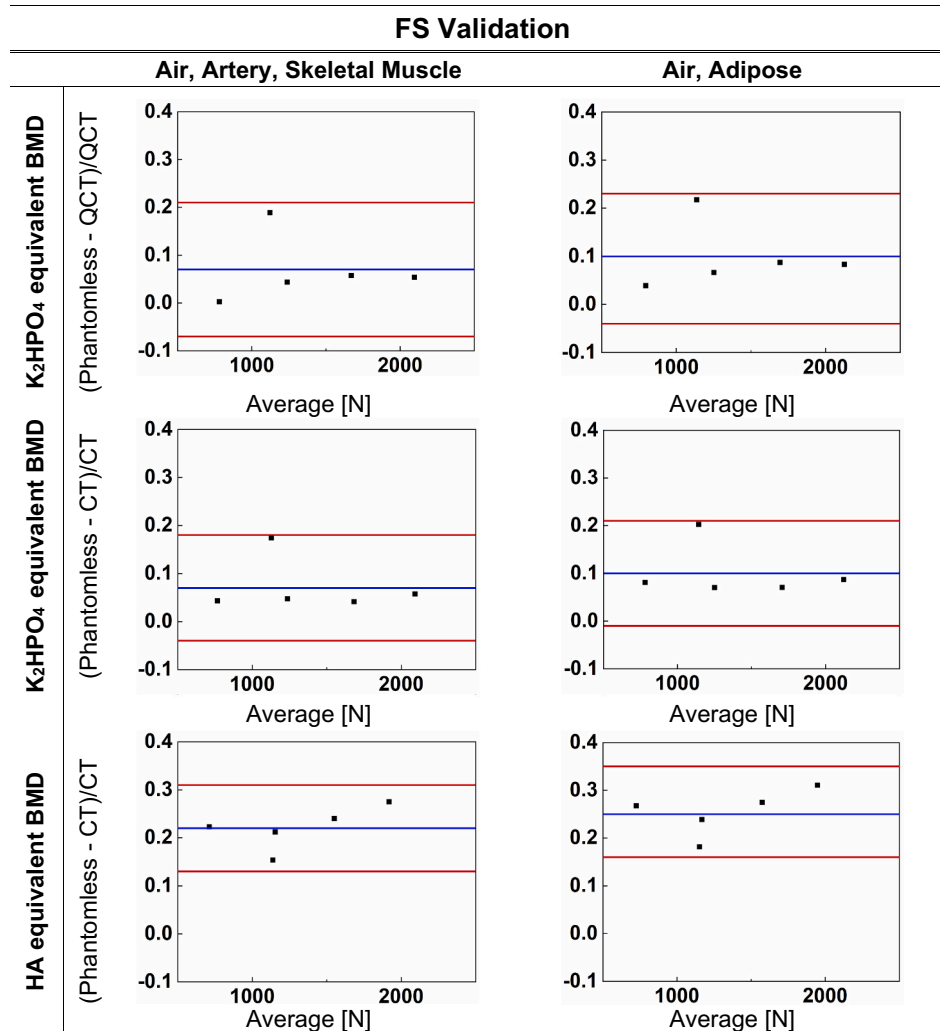 FS Validation
Air, Artery, Skeletal Muscle
Air, Adipose
K₂HPO₄ equivalent BMD
(Phantomless - QCT)/QCT
0.4
0.3
0.2
0.1
0.0
-0.1
1000 2000
Average [N]
0.4
0.3
0.2
0.1
0.0
-0.1
1000 2000
Average [N]
K₂HPO₄ equivalent BMD
(Phantomless - CT)/CT
0.4
0.3
0.2
0.1
0.0
-0.1
1000 2000
Average [N]
0.4
0.3
0.2
0.1
0.0
-0.1
1000 2000
Average [N]
HA equivalent BMD
(Phantomless - CT)/CT
0.4
0.3
0.2
0.1
0.0
-0.1
1000 2000
Average [N]
0.4
0.3
0.2
0.1
0.0
-0.1
1000 2000
Average [N]